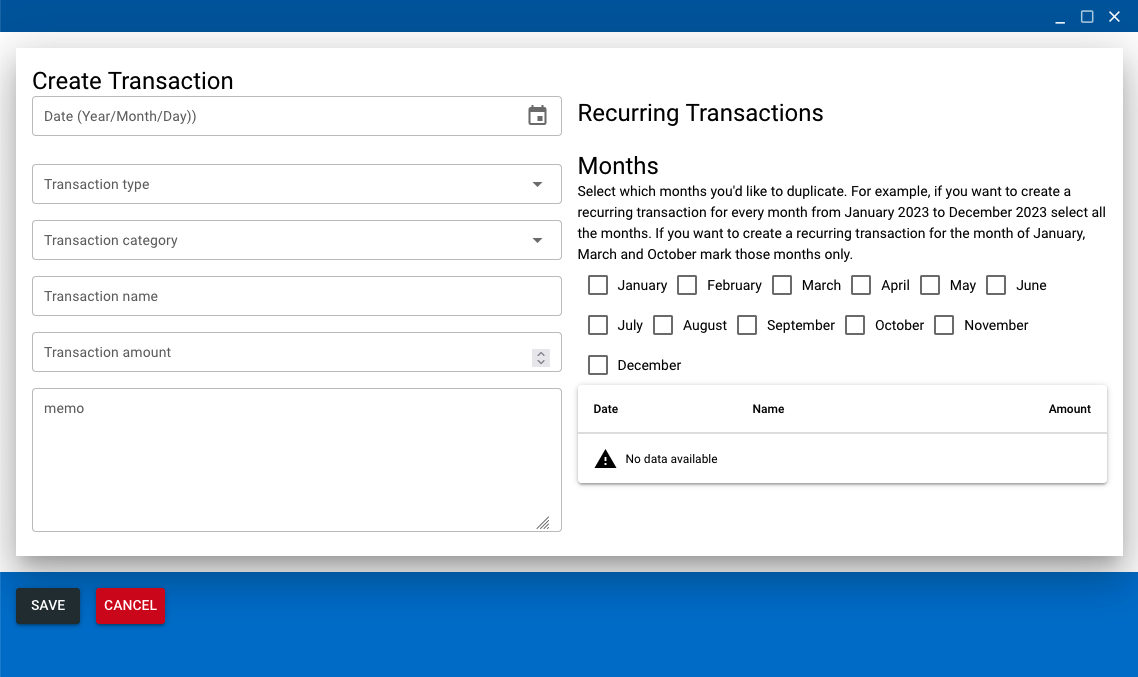 Create Transaction
Date (Year/Month/Day))
Transaction type
Transaction category
Transaction name
Transaction amount
memo
Recurring Transactions
Months
Select which months you'd like to duplicate. For example, if you want to create a
recurring transaction for every month from January 2023 to December 2023 select all
the months. If you want to create a recurring transaction for the month of January,
March and October mark those months only.
January February March April May June
July August September October November
December
Date Name Amount
No data available
SAVE CANCEL